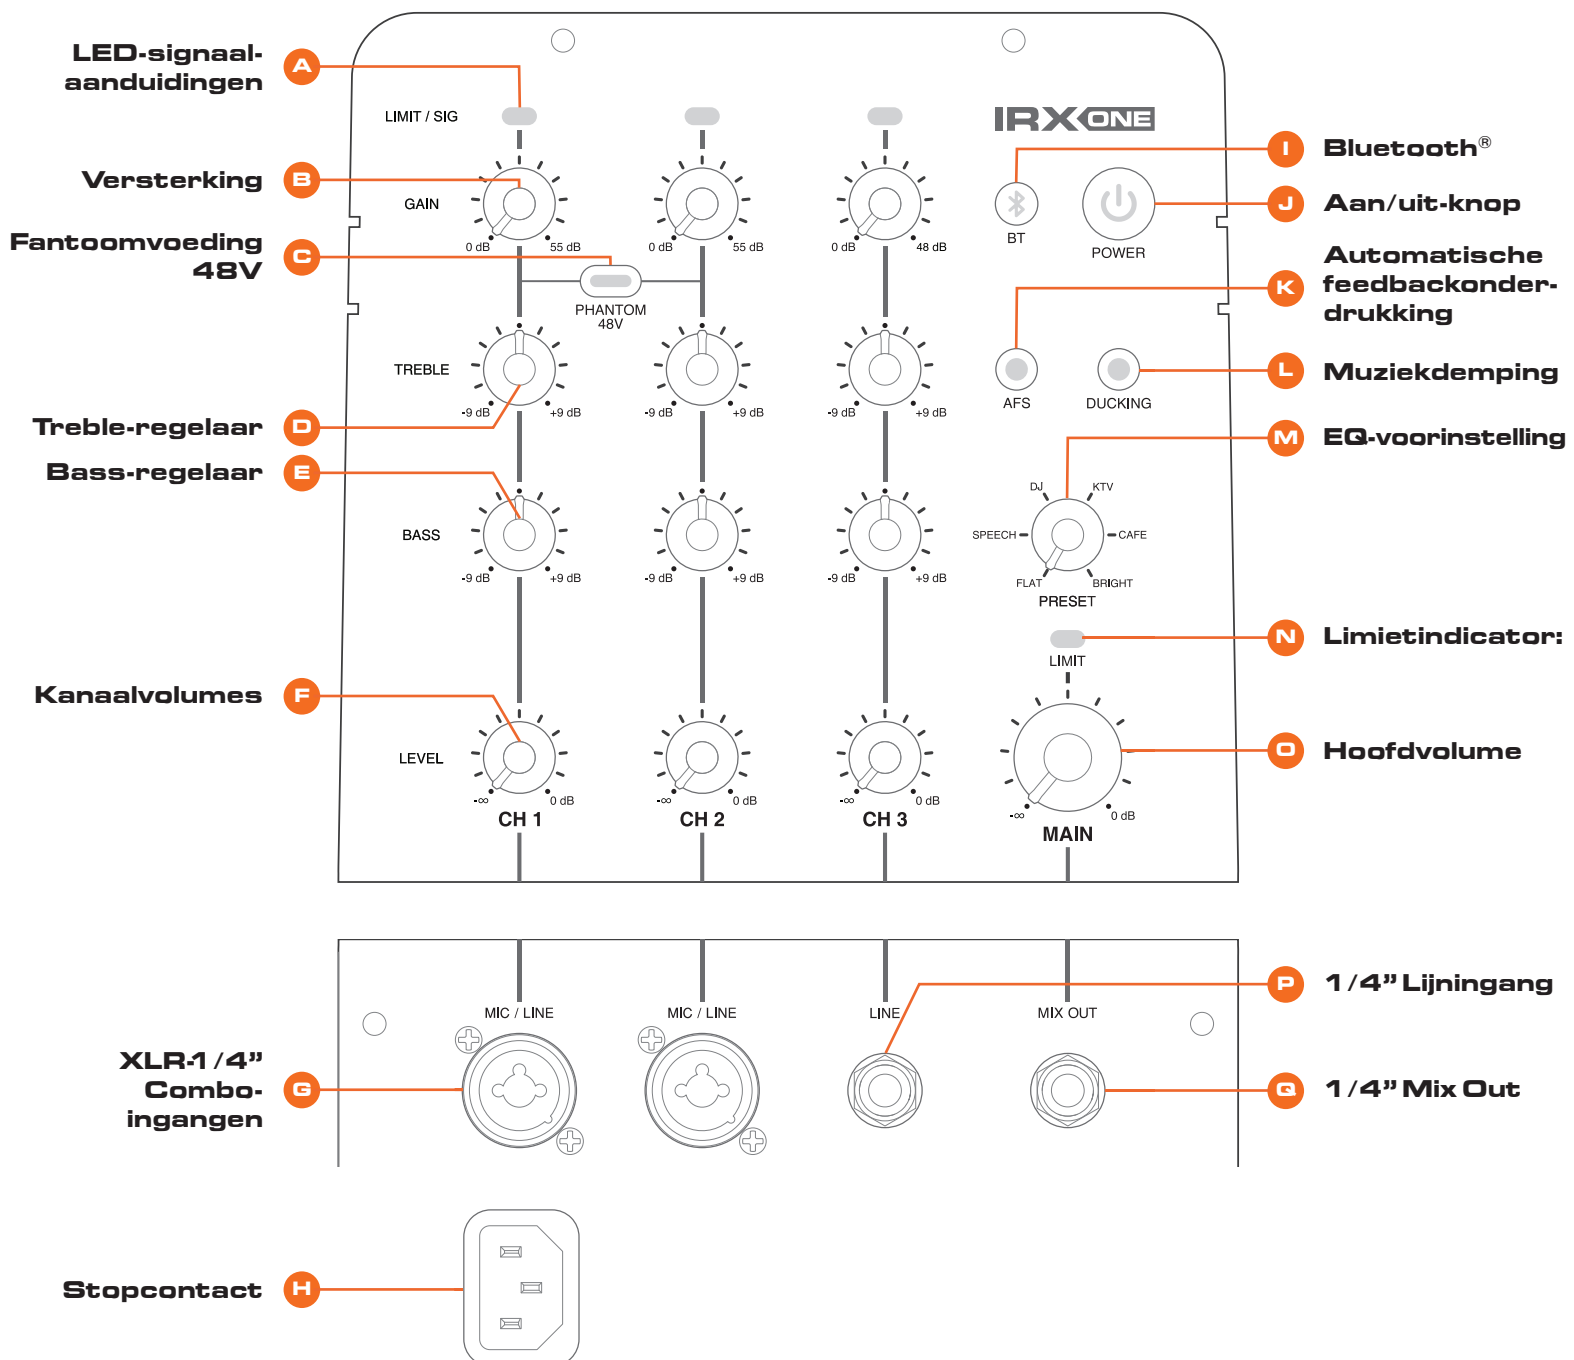 LED-signaal-
aanduidingen
A
LIMIT / SIG
IRX ONE
I
Bluetooth®
Versterking
B
GAIN
0 dB
55 dB
0 dB
55 dB
0 dB
48 dB
BT
POWER
J
Aan/uit-knop
Fantoomvoeding
48V
C
PHANTOM
48V
K
Automatische
feedbackonder-
drukking
TREBLE
-9 dB
+9 dB
-9 dB
+9 dB
-9 dB
+9 dB
AFS
DUCKING
L
Muziekdemping
Treble-regelaar
D
M
EQ-voorinstelling
Bass-regelaar
E
BASS
-9 dB
+9 dB
-9 dB
+9 dB
-9 dB
+9 dB
DJ
KTV
SPEECH
CAFE
FLAT
BRIGHT
PRESET
LIMIT
N
Limietindicator:
Kanaalvolumes
F
LEVEL
-∞
0 dB
-∞
0 dB
-∞
0 dB
-∞
0 dB
CH 1
CH 2
CH 3
MAIN
O
Hoofdvolume
MIC / LINE
MIC / LINE
LINE
MIX OUT
P
1/4” Lijningang
XLR-1/4”
Combo-
ingangen
G
Q
1/4” Mix Out
Stopcontact
H